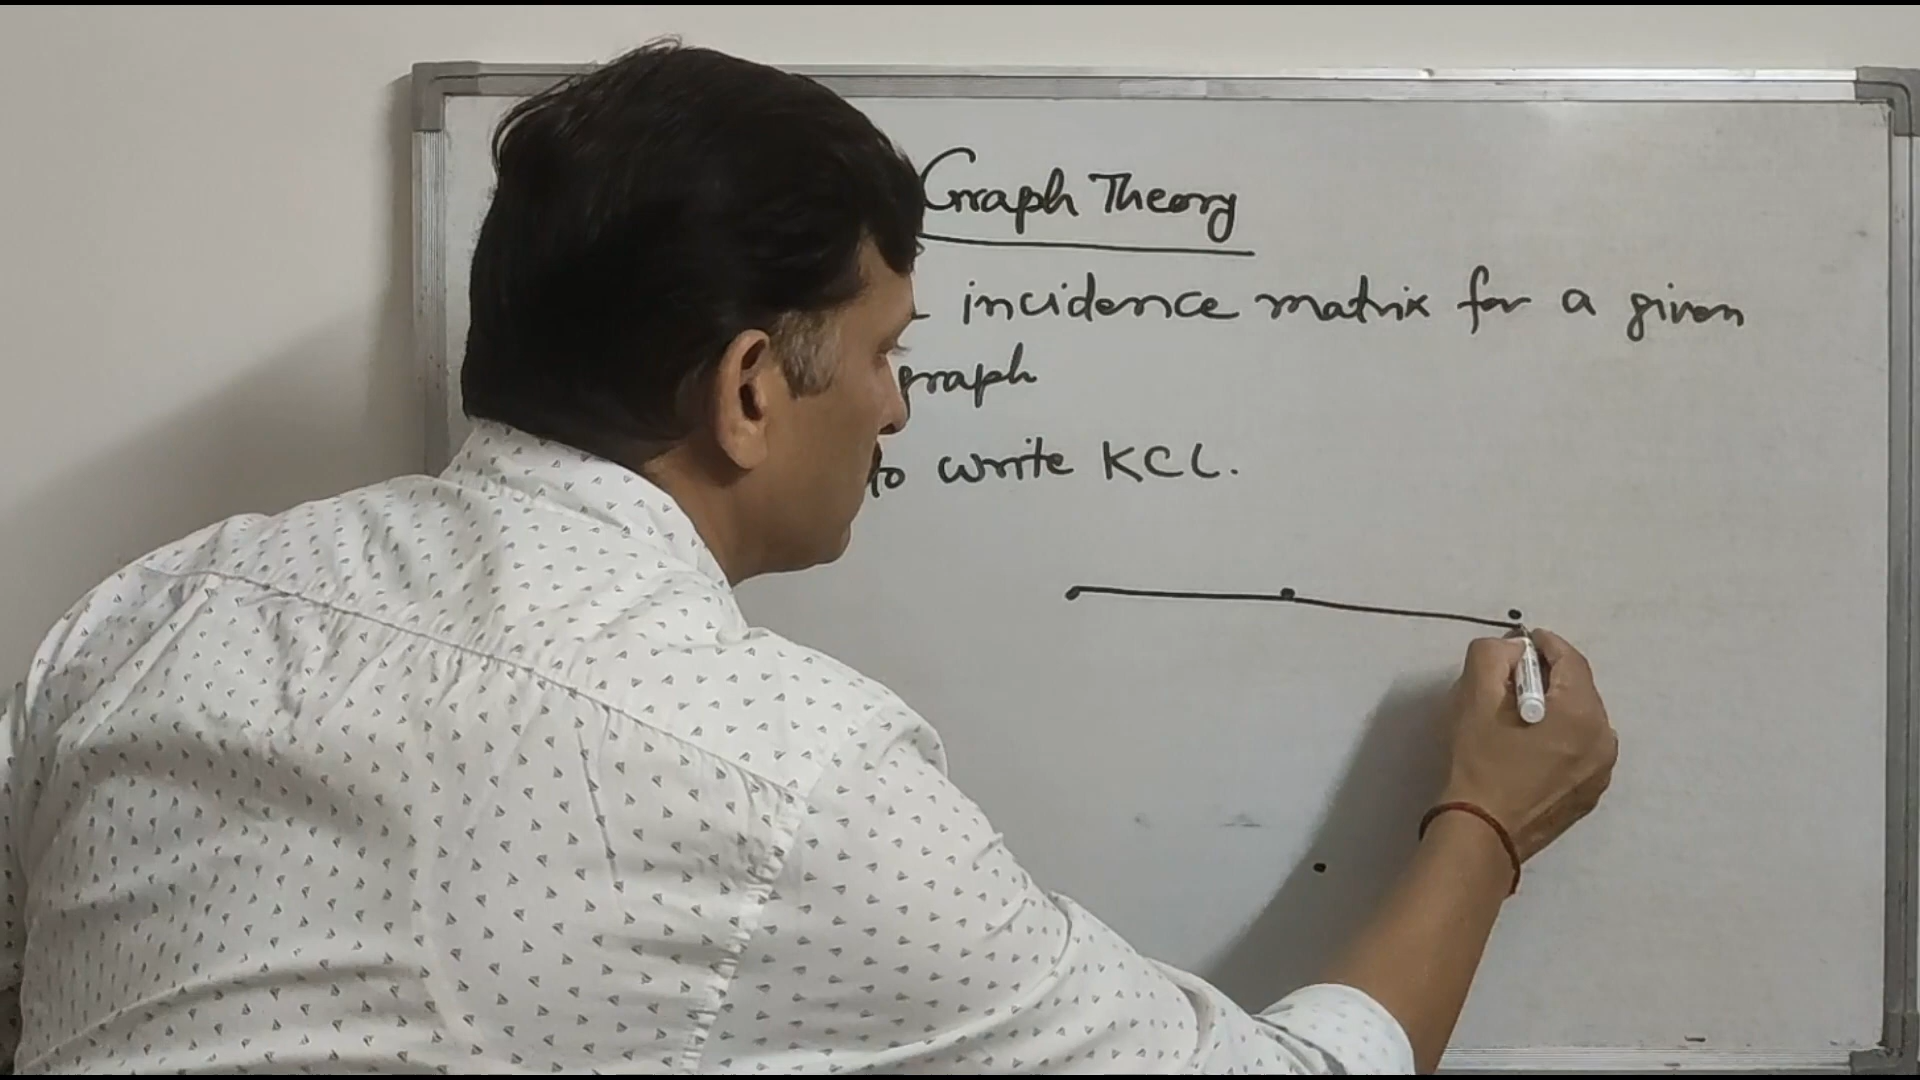 Graph Theory
incidence matrix for a given
graph
to write KCL.